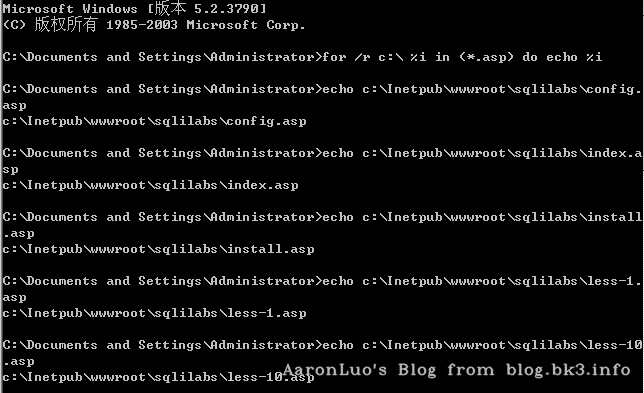 Microsoft Windows [版本 5.2.3790]
(C) 版权所有 1985-2003 Microsoft Corp.
C:\Documents and Settings\Administrator>for /r c:\ %i in (*.asp) do echo %i
C:\Documents and Settings\Administrator>echo c:\Inetpub\wwwroot\sqlilabs\config.
asp
c:\Inetpub\wwwroot\sqlilabs\config.asp
C:\Documents and Settings\Administrator>echo c:\Inetpub\wwwroot\sqlilabs\index.a
sp
c:\Inetpub\wwwroot\sqlilabs\index.asp
C:\Documents and Settings\Administrator>echo c:\Inetpub\wwwroot\sqlilabs\install
.asp
c:\Inetpub\wwwroot\sqlilabs\install.asp
C:\Documents and Settings\Administrator>echo c:\Inetpub\wwwroot\sqlilabs\less-1.
asp
c:\Inetpub\wwwroot\sqlilabs\less-1.asp
C:\Documents and Settings\Administrator>echo c:\Inetpub\wwwroot\sqlilabs\less-10
.asp
c:\Inetpub\wwwroot\sqlilabs\less-10.asp
AaronLuo's Blog from blog.bk3.info